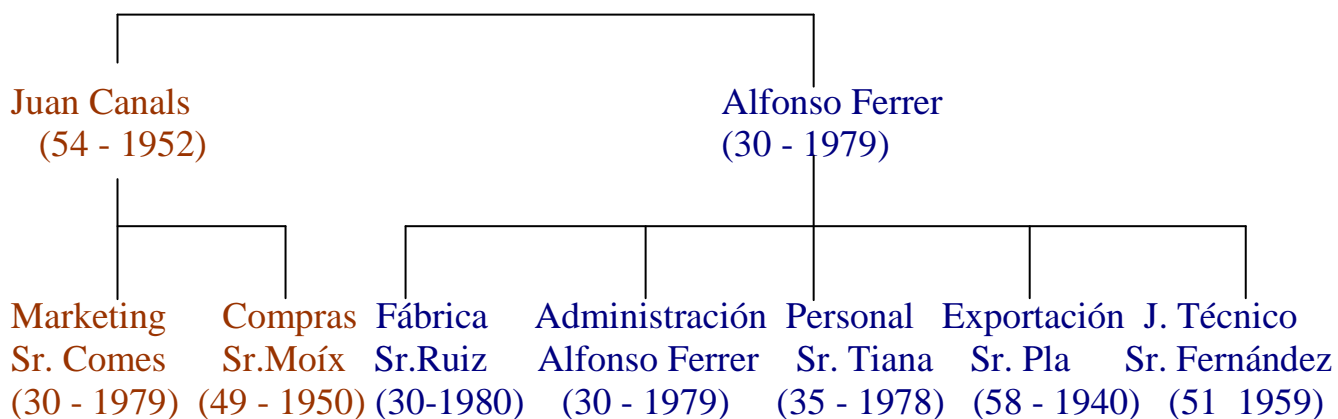 Juan Canals Alfonso Ferrer
(54 - 1952) (30 - 1979)
Marketing Compras Fábrica Administración Personal Exportación J. Técnico
Sr. Comes Sr.Moíx Sr.Ruiz Alfonso Ferrer Sr. Tiana Sr. Pla Sr. Fernández
(30 - 1979) (49 - 1950) (30-1980) (30 - 1979) (35 - 1978) (58 - 1940) (51 1959)